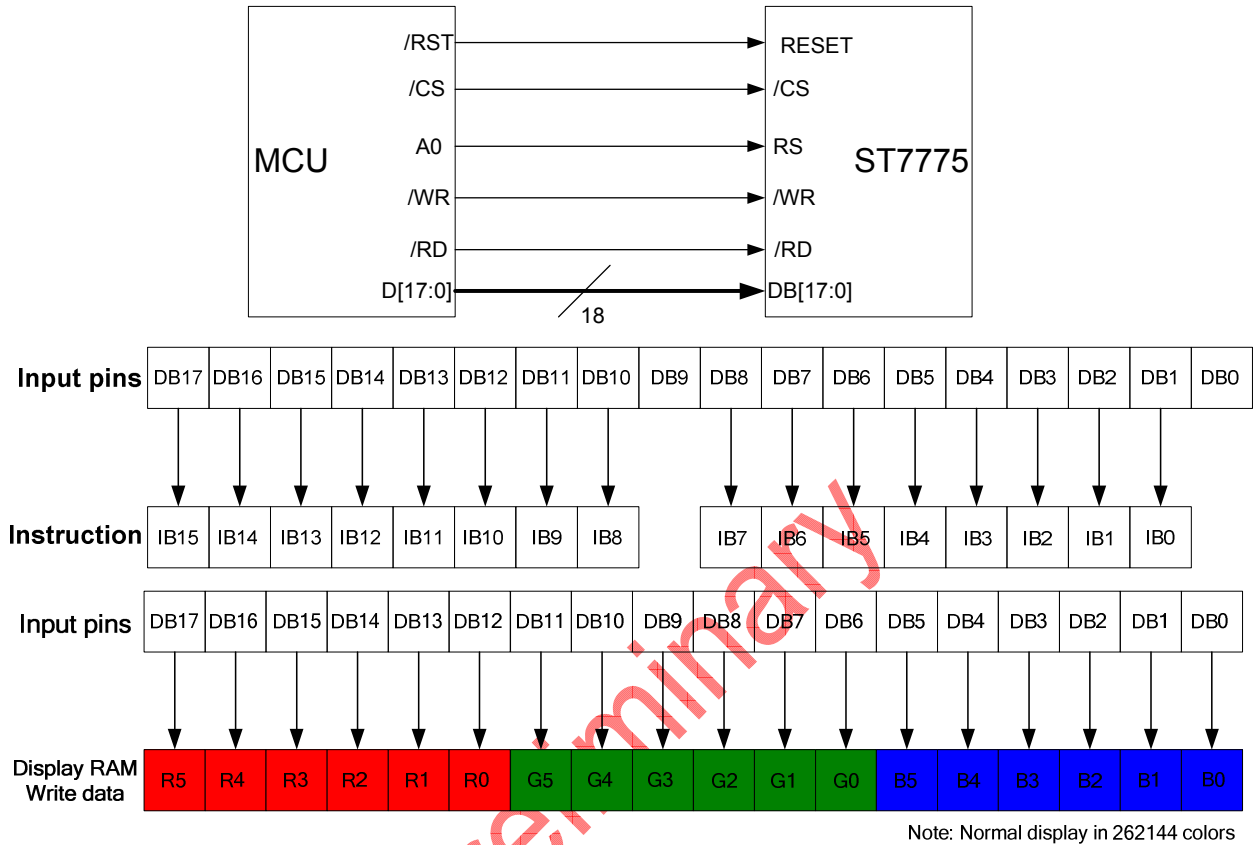 /RST RESET
/CS /CS
MCU A0 RS ST7775
/WR /WR
/RD /RD
D[17:0] DB[17:0]
18
Input pins DB17 DB16 DB15 DB14 DB13 DB12 DB11 DB10 DB9 DB8 DB7 DB6 DB5 DB4 DB3 DB2 DB1 DB0
Instruction IB15 IB14 IB13 IB12 IB11 IB10 IB9 IB8 IB7 IB6 IB5 IB4 IB3 IB2 IB1 IB0
Input pins DB17 DB16 DB15 DB14 DB13 DB12 DB11 DB10 DB9 DB8 DB7 DB6 DB5 DB4 DB3 DB2 DB1 DB0
Display RAM
Write data
R5 R4 R3 R2 R1 R0 G5 G4 G3 G2 G1 G0 B5 B4 B3 B2 B1 B0
Note: Normal display in 262144 colors